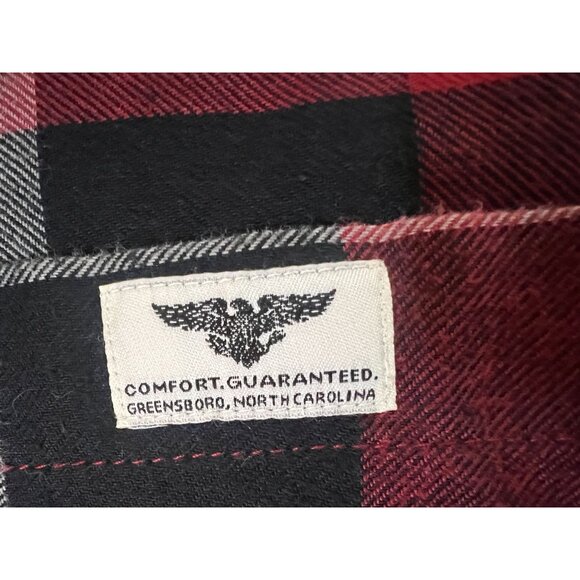 COMFORT. GUARANTEED.
GREENSBORO, NORTH CAROLINA